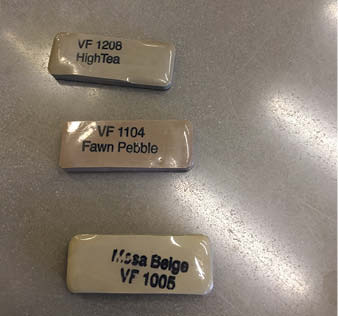 VF 1208
HighTea
VF 1104
Fawn Pebble
Mesa Beige
VF 1005